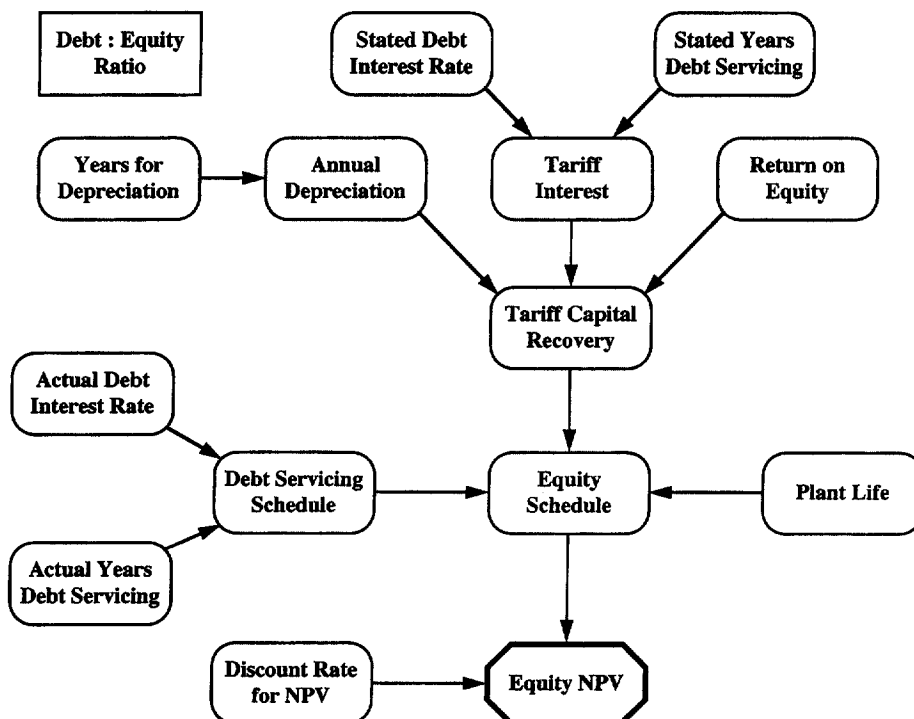 Debt : Equity
Ratio
Stated Debt
Interest Rate
Stated Years
Debt Servicing
Years for
Depreciation
Annual
Depreciation
Tariff
Interest
Return on
Equity
Tariff Capital
Recovery
Actual Debt
Interest Rate
Debt Servicing
Schedule
Equity
Schedule
Plant Life
Actual Years
Debt Servicing
Discount Rate
for NPV
Equity NPV